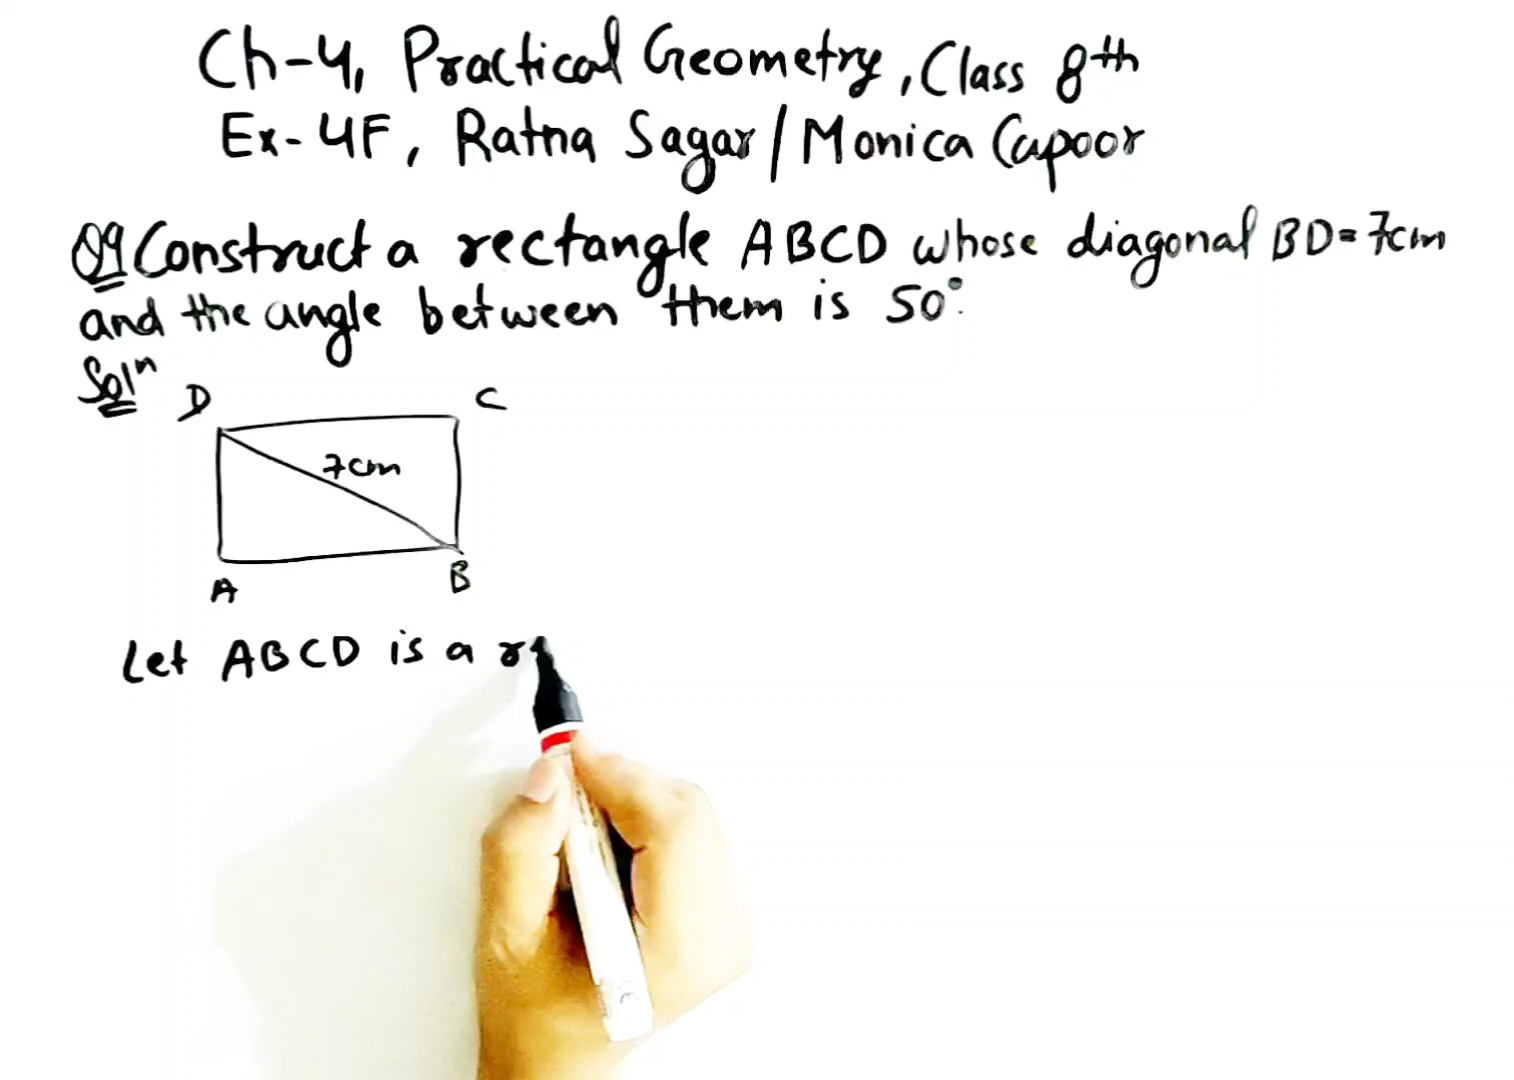 Ch-4, Practical Geometry, Class 8th
Ex-4F, Ratna Sagar/Monica Capoor
Q9 Construct a rectangle ABCD whose diagonal BD=7cm
and the angle between them is 50°.
Solⁿ
D C
7cm
A B
Let ABCD is a